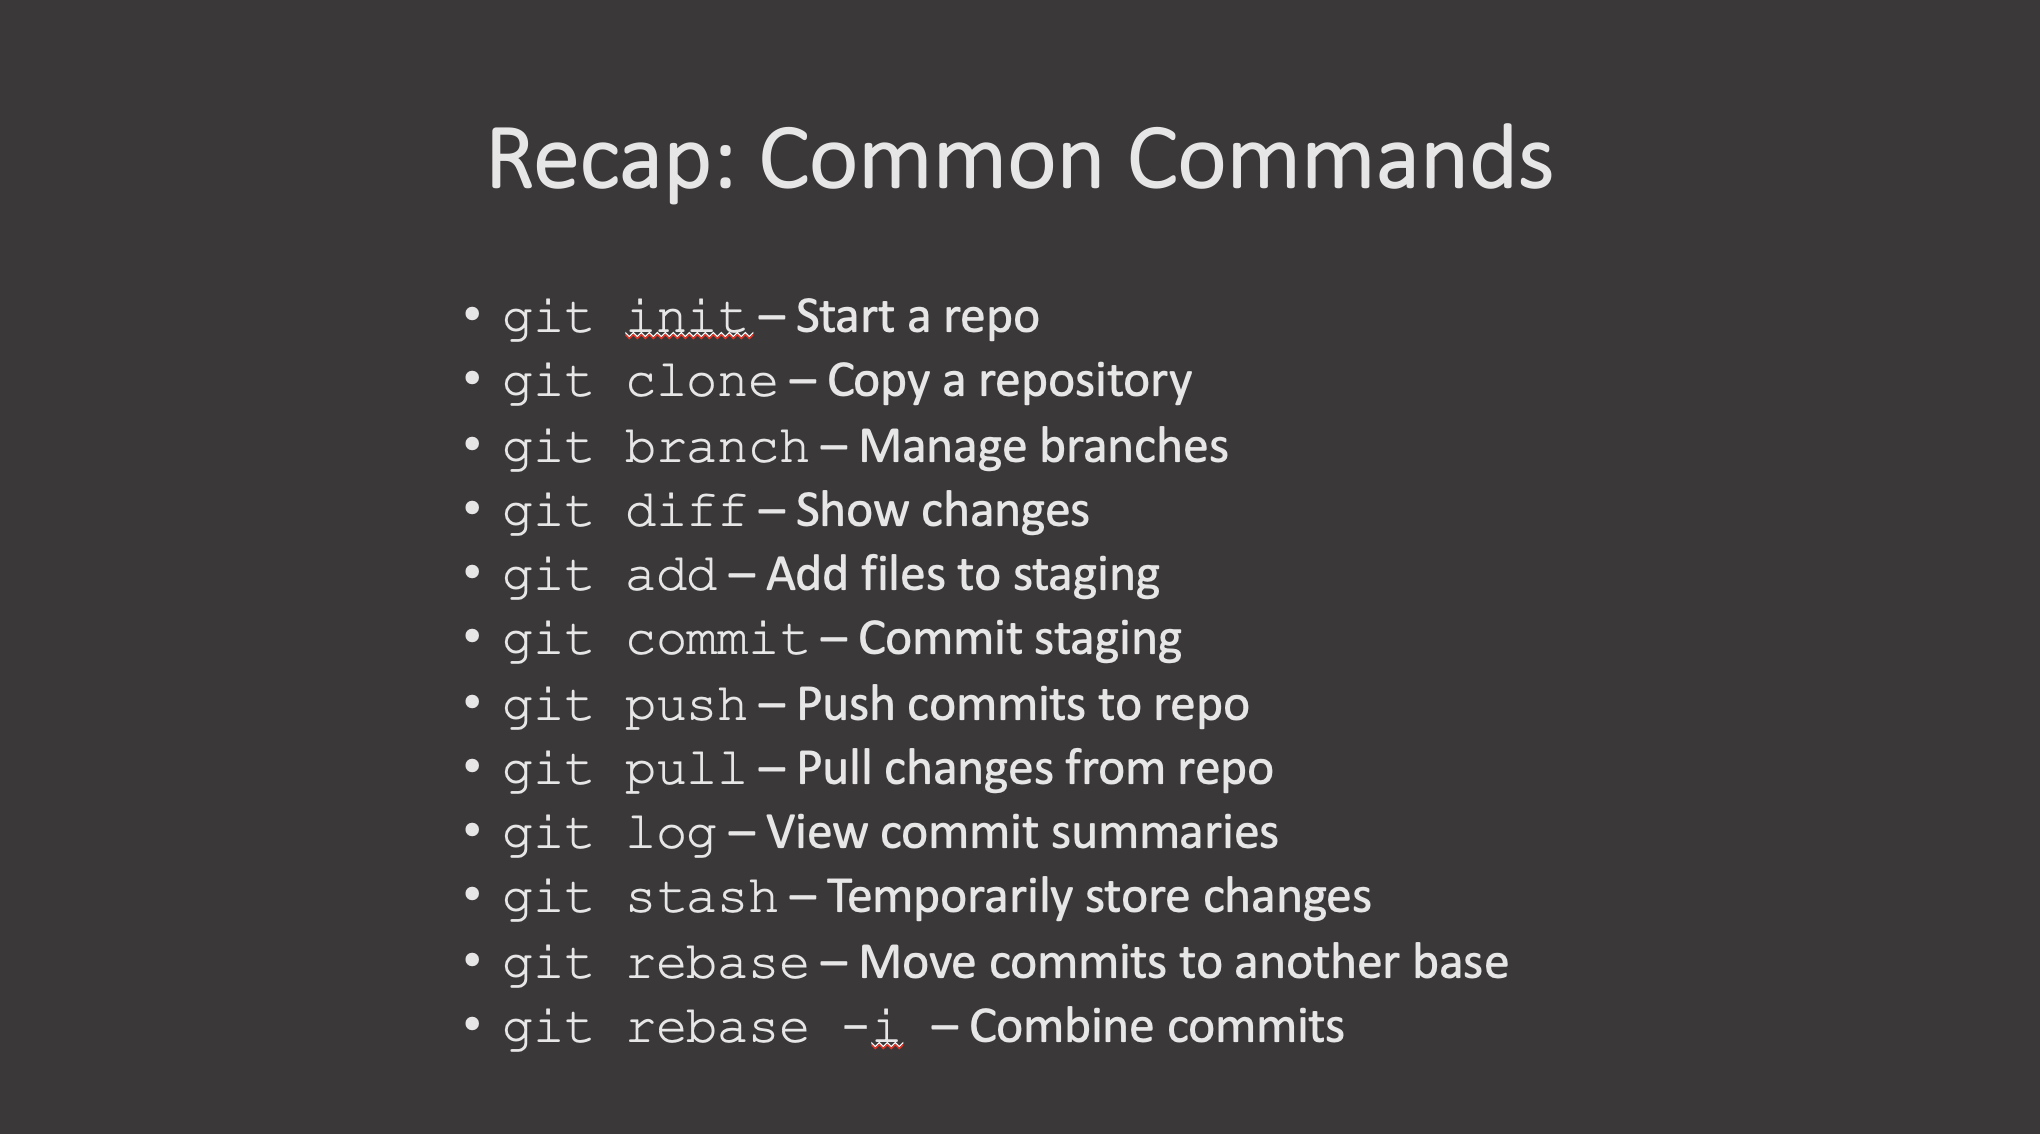 Recap: Common Commands
• git init – Start a repo
• git clone – Copy a repository
• git branch – Manage branches
• git diff – Show changes
• git add – Add files to staging
• git commit – Commit staging
• git push – Push commits to repo
• git pull – Pull changes from repo
• git log – View commit summaries
• git stash – Temporarily store changes
• git rebase – Move commits to another base
• git rebase –i – Combine commits